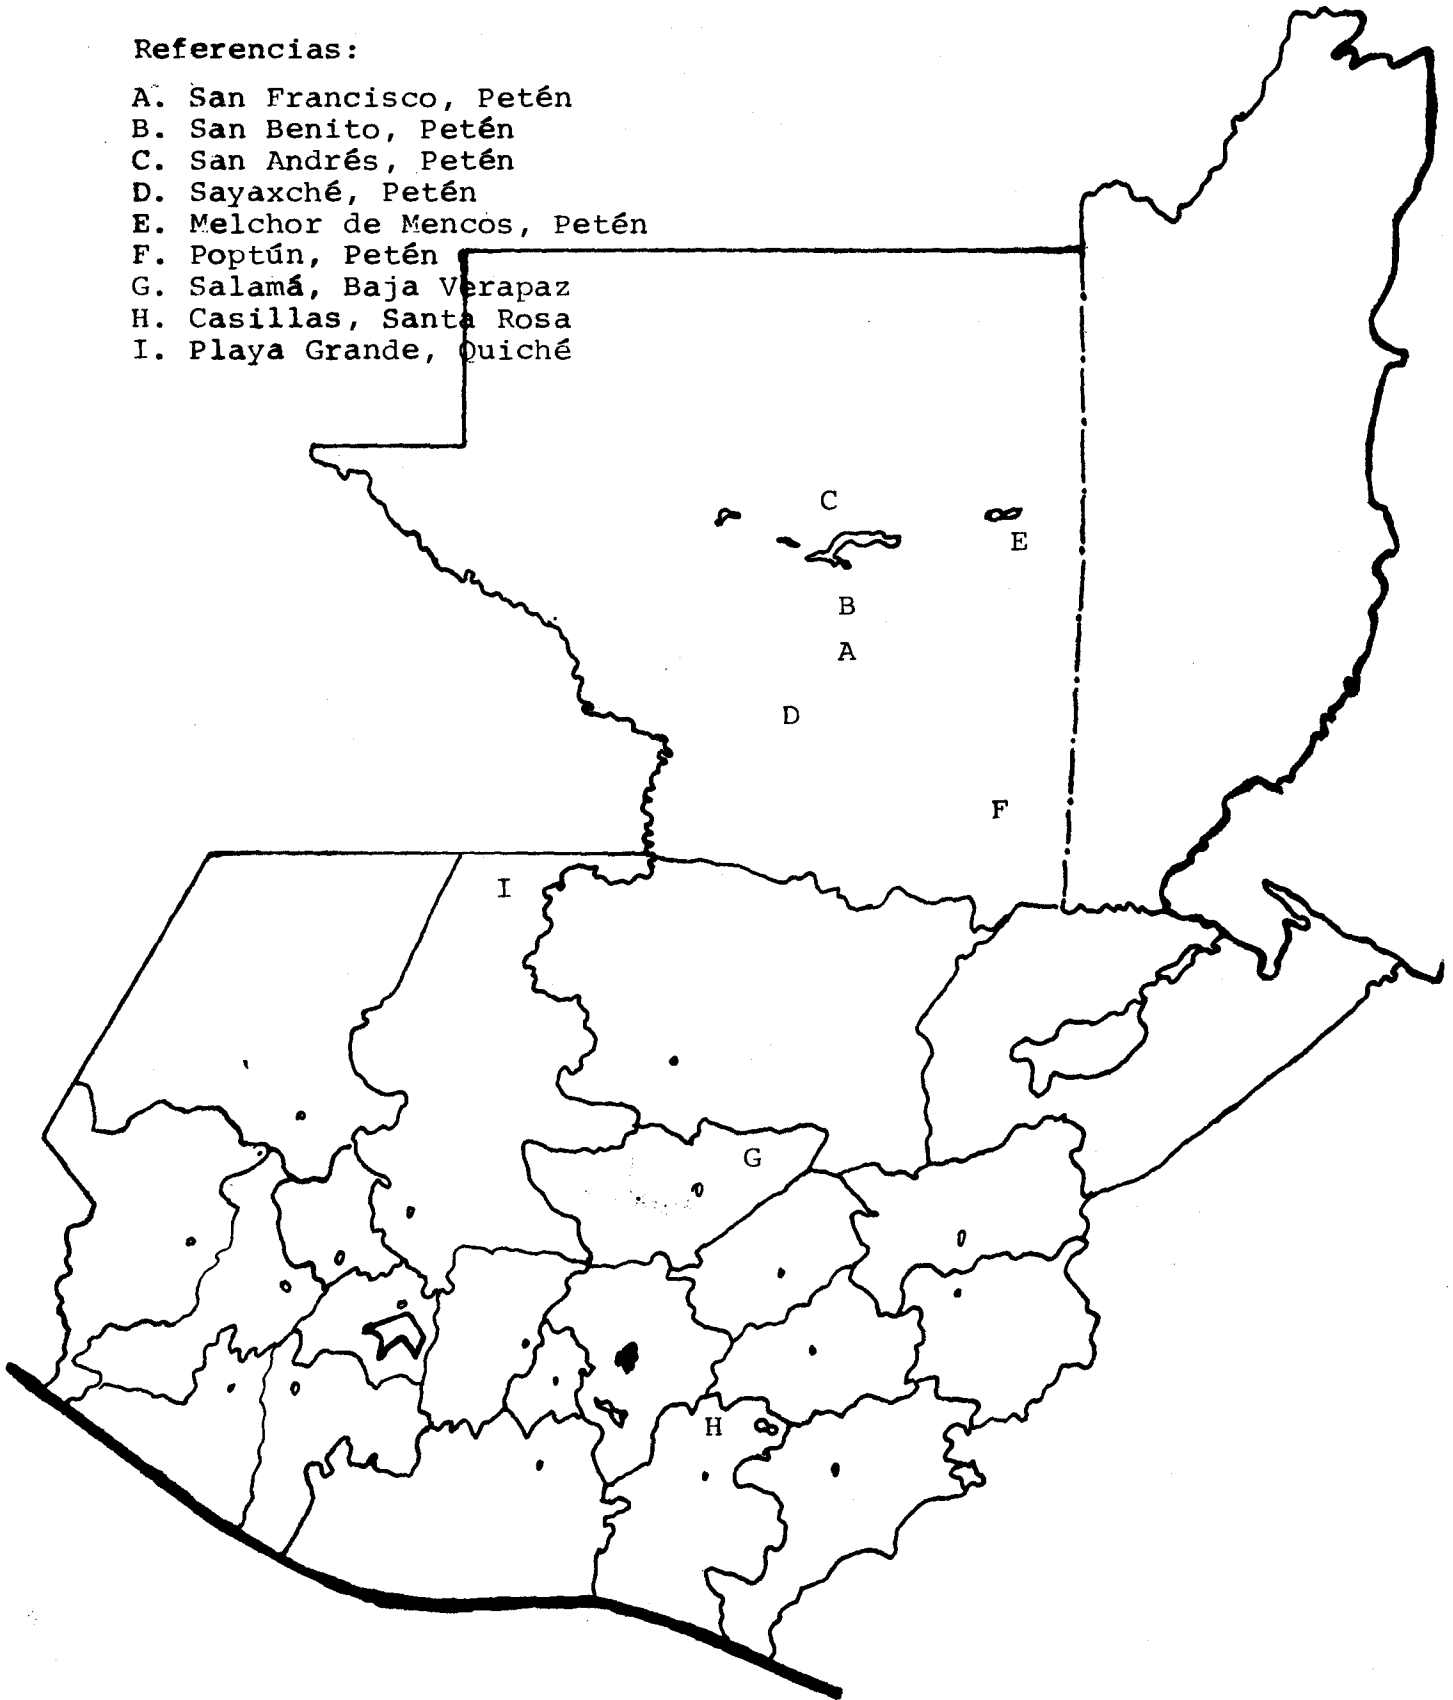 Referencias:
A. San Francisco, Petén
B. San Benito, Petén
C. San Andrés, Petén
D. Sayaxché, Petén
E. Melchor de Mencos, Petén
F. Poptún, Petén
G. Salamá, Baja Verapaz
H. Casillas, Santa Rosa
I. Playa Grande, Quiché
C
E
B
A
D
F
I
G
H